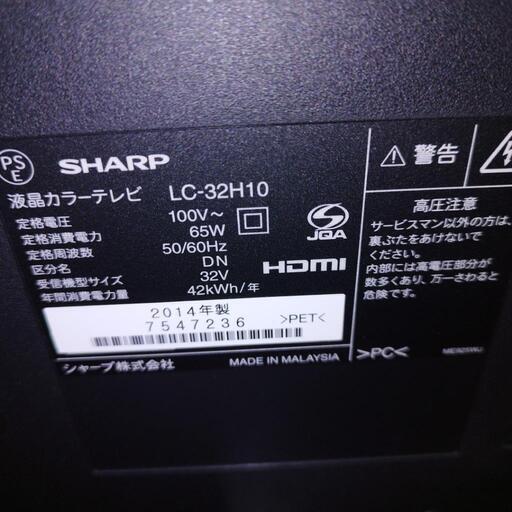 PS
E
SHARP
液晶カラーテレビ LC-32H10
定格電圧 100V～
定格消費電力 65W
定格周波数 50/60Hz
区分名 DN
受信機型サイズ 32V
年間消費電力量 42kWh/年
JQA
HDMI
2014年製
7547236
>PET<
シャープ株式会社 MADE IN MALAYSIA
警告
高圧注意
サービスマン以外の方は、
裏ぶたをあけないで
ください。
内部には高電圧部分が
数多くあり、万一さわると
危険です。
>PC<